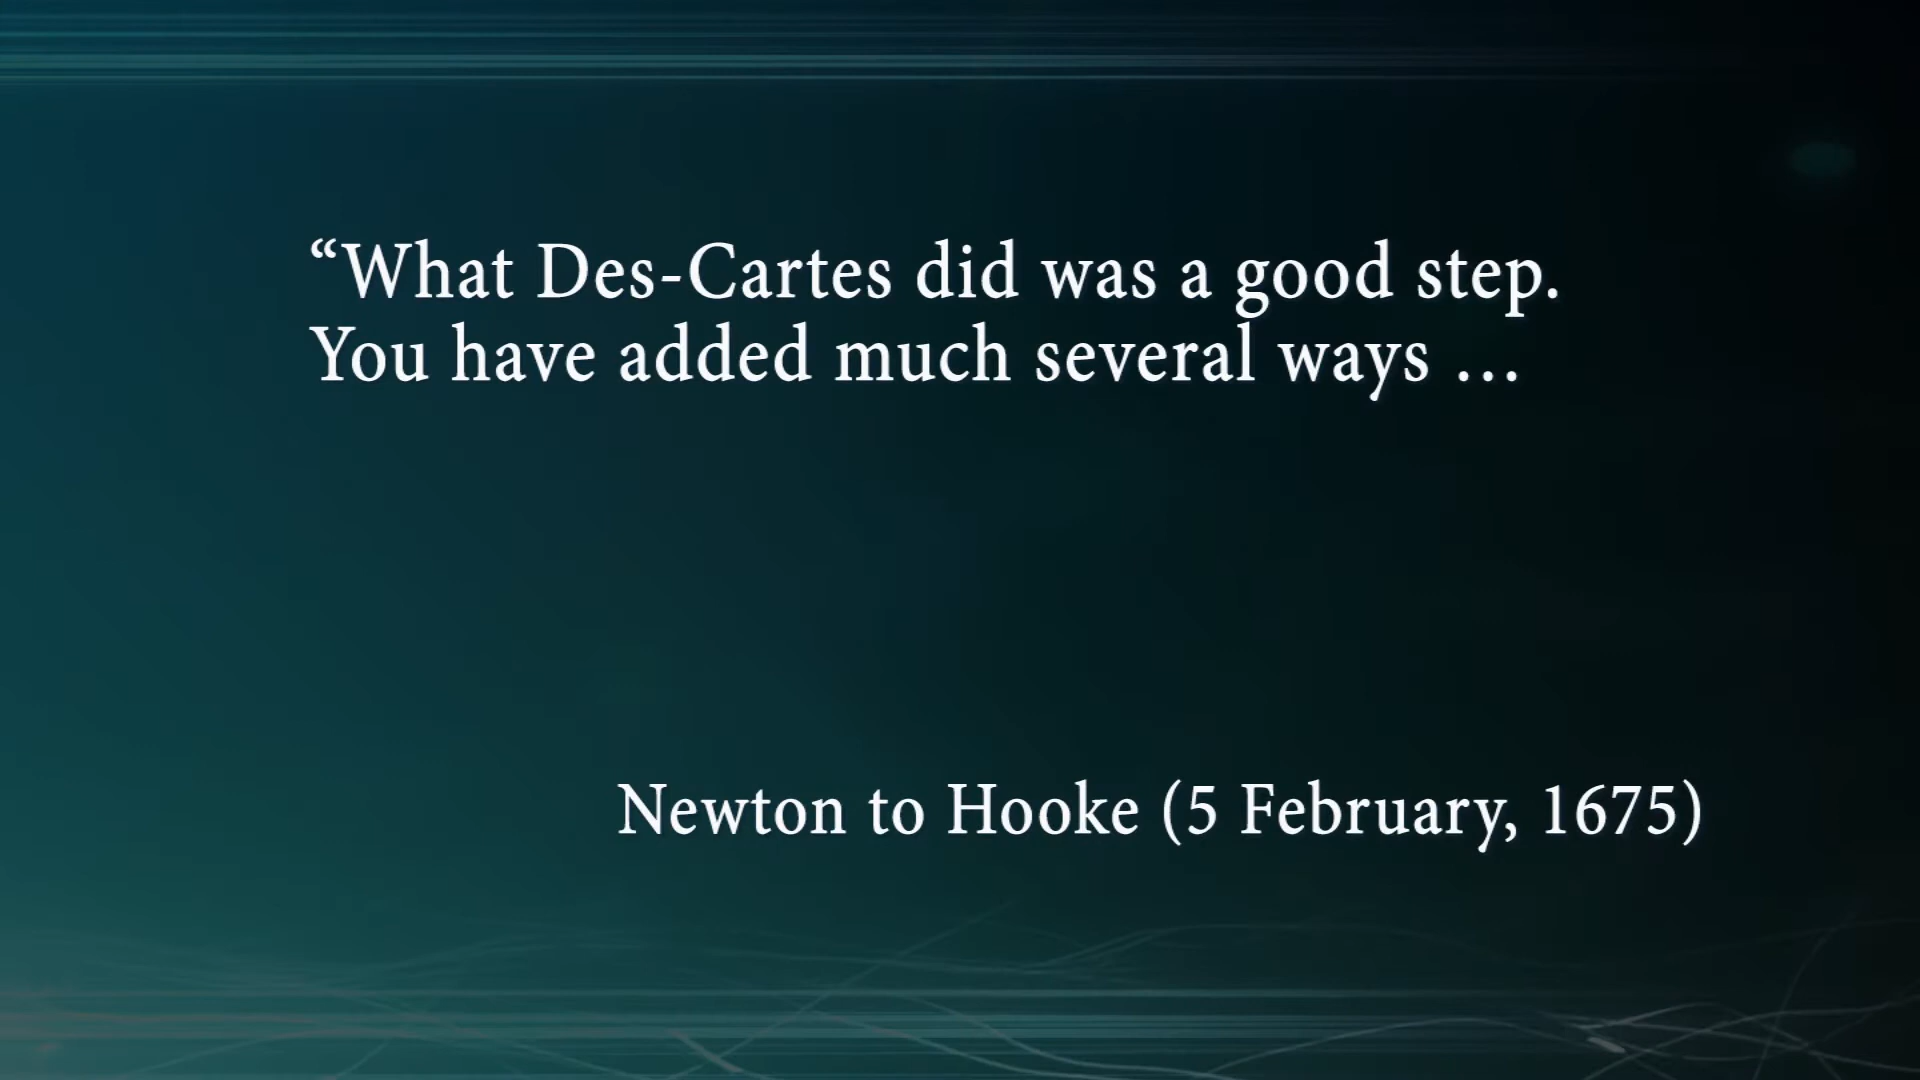 “What Des-Cartes did was a good step.
You have added much several ways …
Newton to Hooke (5 February, 1675)